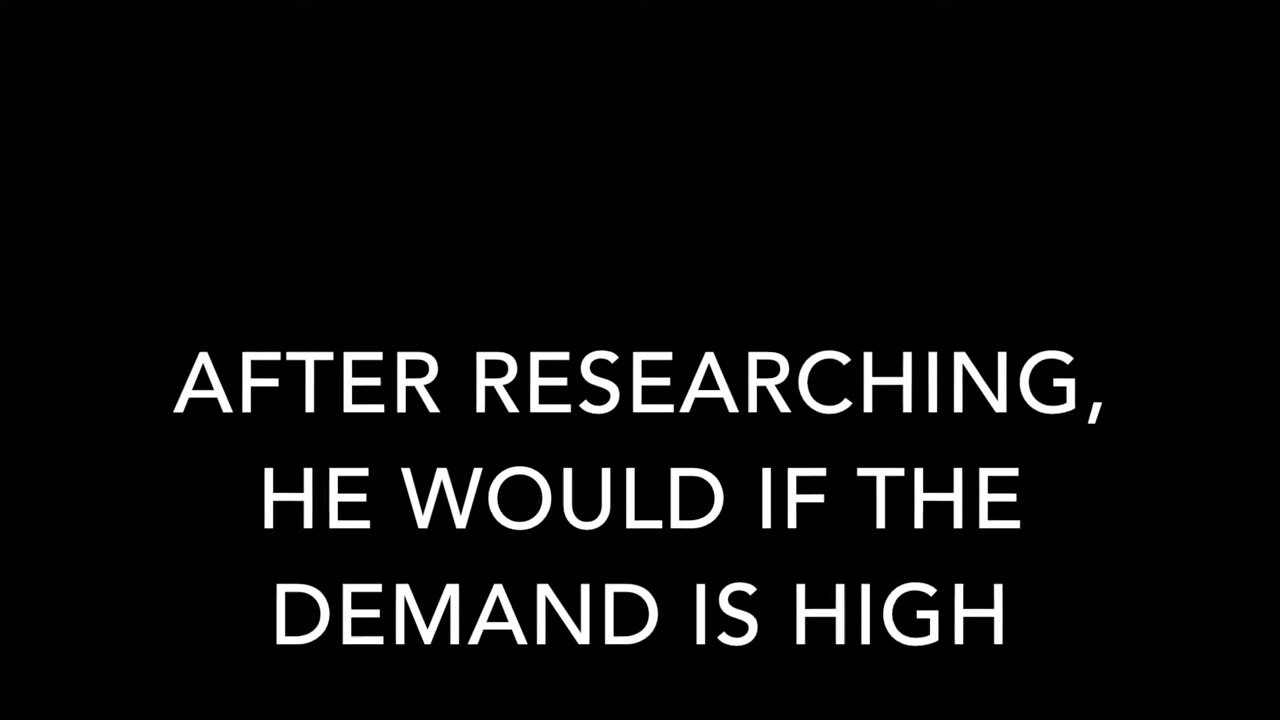 AFTER RESEARCHING,
HE WOULD IF THE
DEMAND IS HIGH